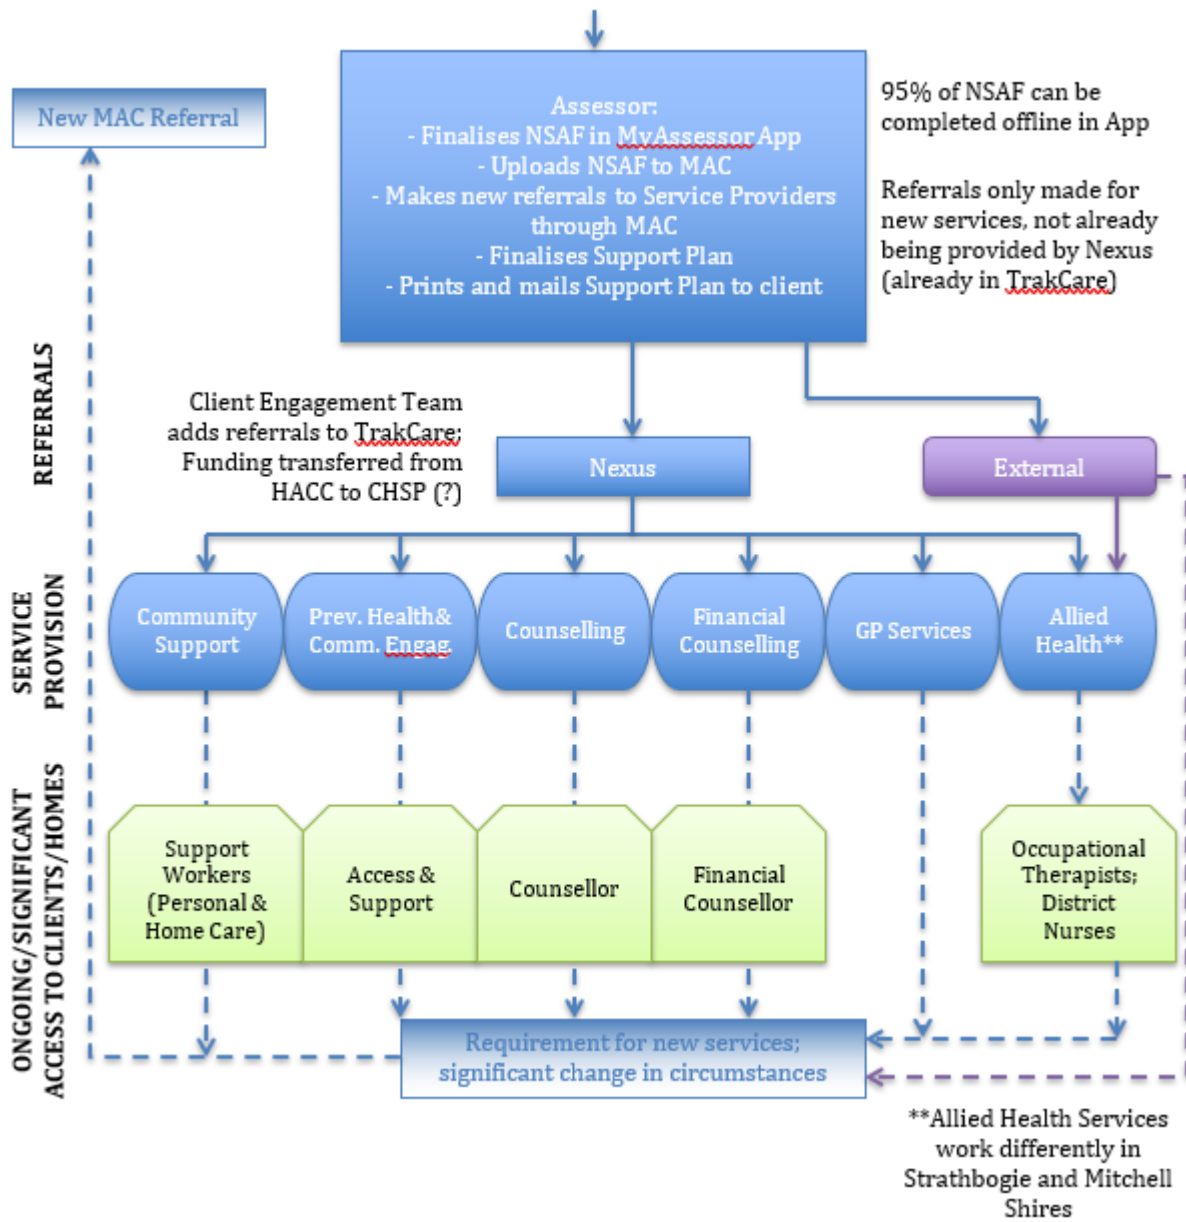 New MAC Referral
Assessor:
- Finalises NSAF in MyAssessor App
- Uploads NSAF to MAC
- Makes new referrals to Service Providers
through MAC
- Finalises Support Plan
- Prints and mails Support Plan to client
95% of NSAF can be
completed offline in App
Referrals only made for
new services, not already
being provided by Nexus
(already in TrakCare)
REFERRALS
Client Engagement Team
adds referrals to TrakCare;
Funding transferred from
HACC to CHSP (?)
Nexus
External
SERVICE
PROVISION
Community
Support
Prev. Health&
Comm. Engag.
Counselling
Financial
Counselling
GP Services
Allied
Health**
ONGOING/SIGNIFICANT
ACCESS TO CLIENTS/HOMES
Support
Workers
(Personal &
Home Care)
Access &
Support
Counsellor
Financial
Counsellor
Occupational
Therapists;
District
Nurses
Requirement for new services;
significant change in circumstances
**Allied Health Services
work differently in
Strathbogie and Mitchell
Shires